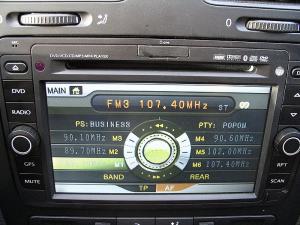 DVD/VCD/CD/MP3/MP4 PLAYER
MAIN
FM3 107.40MHz ST
PS:BUSINESS PTY: POPOM
90.10MHz M3 M4 90.60MHz
89.70MHz M2 M5 102.00MHz
M1 M6 107.40MHz
BAND REAR
TP AF
DVD
RADIO
GPS
MUTE
RPT
SCAN